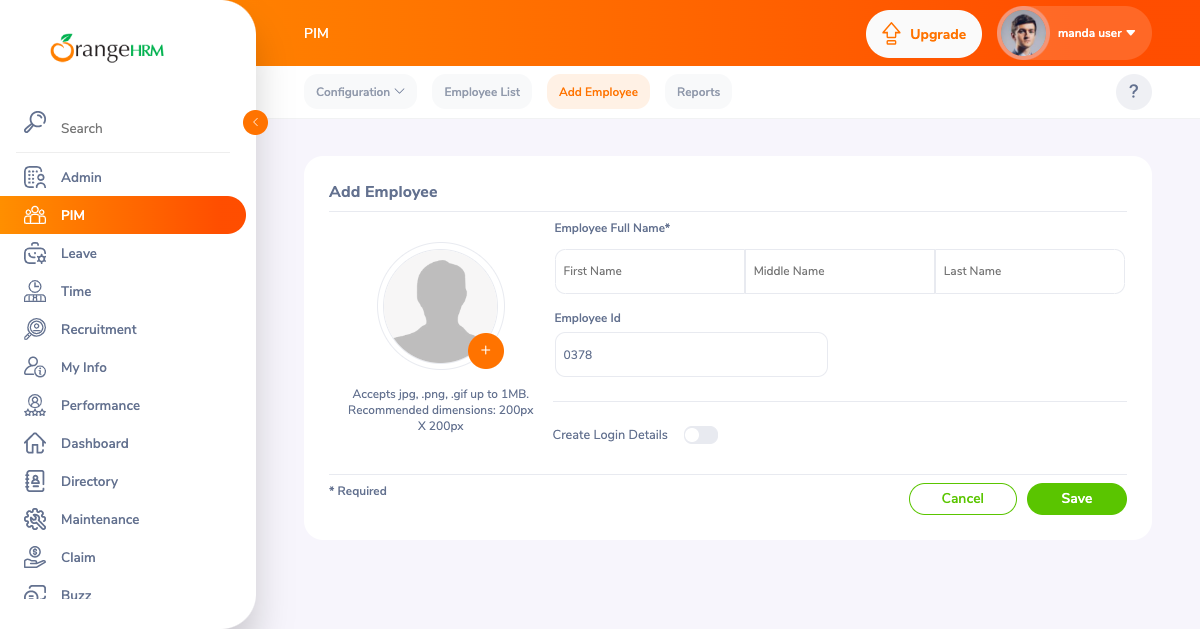 OrangeHRM
PIM
Upgrade
manda user
Configuration
Employee List
Add Employee
Reports
?
Search
Admin
PIM
Leave
Time
Recruitment
My Info
Performance
Dashboard
Directory
Maintenance
Claim
Buzz
Add Employee
Accepts jpg, .png, .gif up to 1MB.
Recommended dimensions: 200px
X 200px
Employee Full Name*
First Name
Middle Name
Last Name
Employee Id
0378
Create Login Details
* Required
Cancel
Save